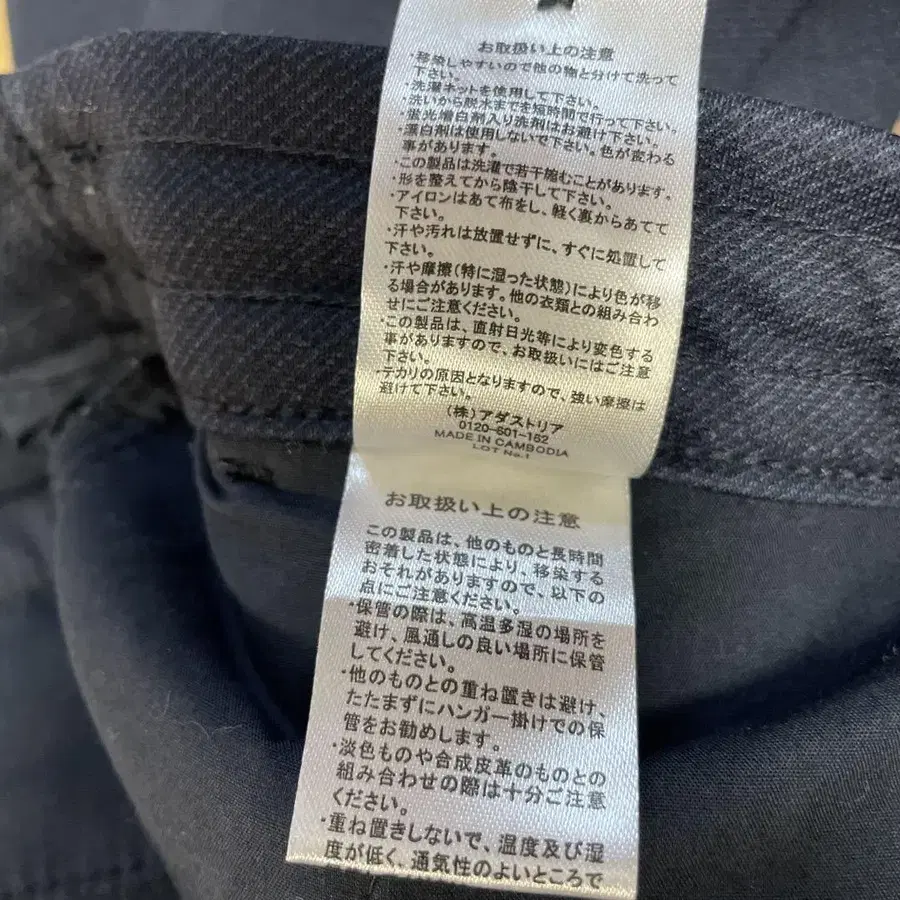 お取扱い上の注意
・移染しやすいので他の物と分けて洗って
下さい。
・洗濯ネットを使用して下さい。
・洗いから脱水までを短時間で行って下さい。
・蛍光増白剤入り洗剤はお避け下さい。
・漂白剤は使用しないで下さい。色が変わる
事があります。
・この製品は洗濯で若干縮むことがあります。
・形を整えてから陰干して下さい。
・アイロンはあて布をし、軽く裏からあてて
下さい。
・汗や汚れは放置せずに、すぐに処置して
下さい。
・汗や摩擦(特に湿った状態)により色が移
る場合があります。他の衣類との組み合わ
せにご注意ください。
・この製品は、直射日光等により変色する
事がありますので、お取扱いにはご注意
下さい。
・テカリの原因となりますので、強い摩擦は
避けて下さい。
(株)アダストリア
0120-601-162
MADE IN CAMBODIA
LOT No.1
お取扱い上の注意
この製品は、他のものと長時間
密着した状態により、移染する
おそれがありますので、以下の
点にご注意ください。
・保管の際は、高温多湿の場所を
避け、風通しの良い場所に保管
してください。
・他のものとの重ね置きは避け、
たたまずにハンガー掛けでの保
管をお勧めします。
・淡色ものや合成皮革のものとの
組み合わせの際は十分ご注意
ください。
・重ね置きしないで、温度及び湿
度が低く、通気性のよいところで